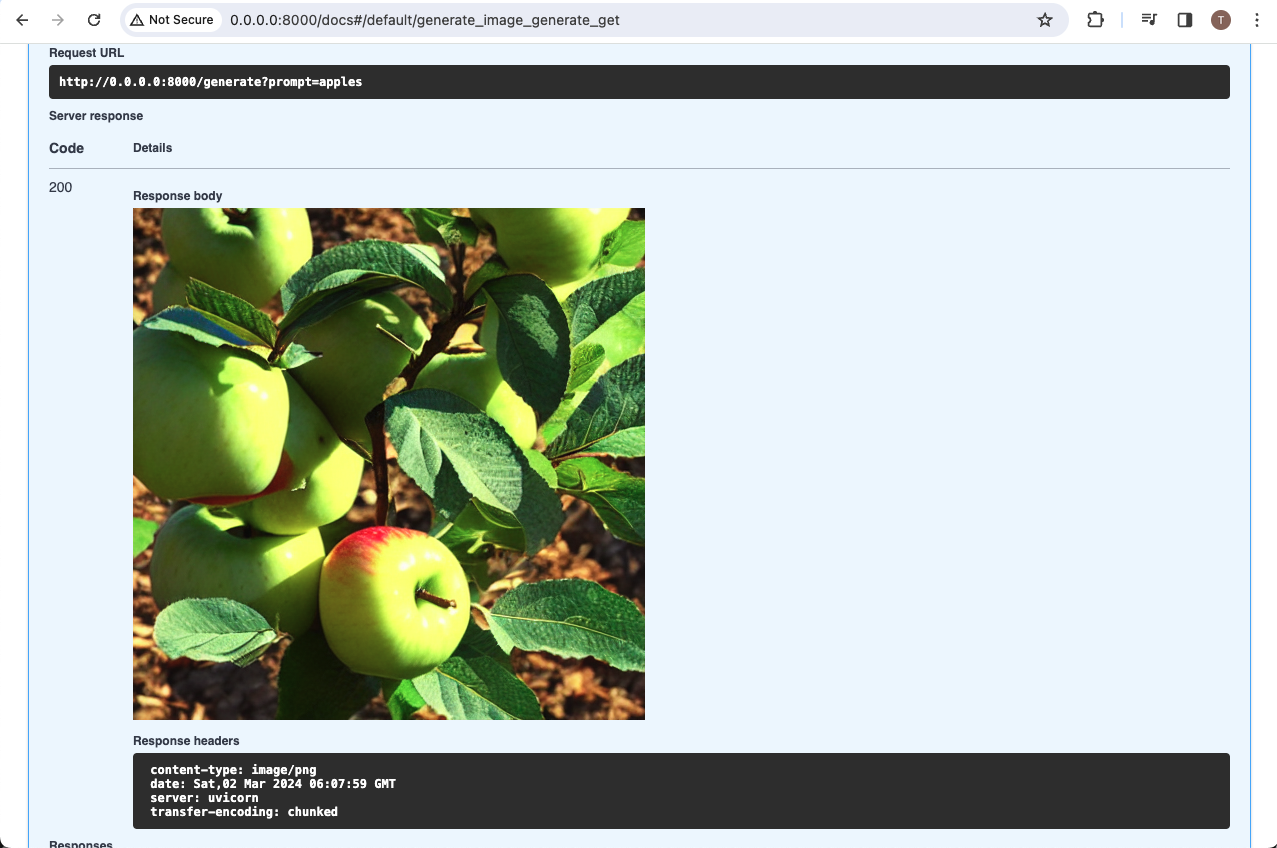 Not Secure
0.0.0.0:8000/docs#/default/generate_image_generate_get
T
Request URL
http://0.0.0.0:8000/generate?prompt=apples
Server response
Code Details
200
Response body
Response headers
content-type: image/png
date: Sat,02 Mar 2024 06:07:59 GMT
server: uvicorn
transfer-encoding: chunked
Responses